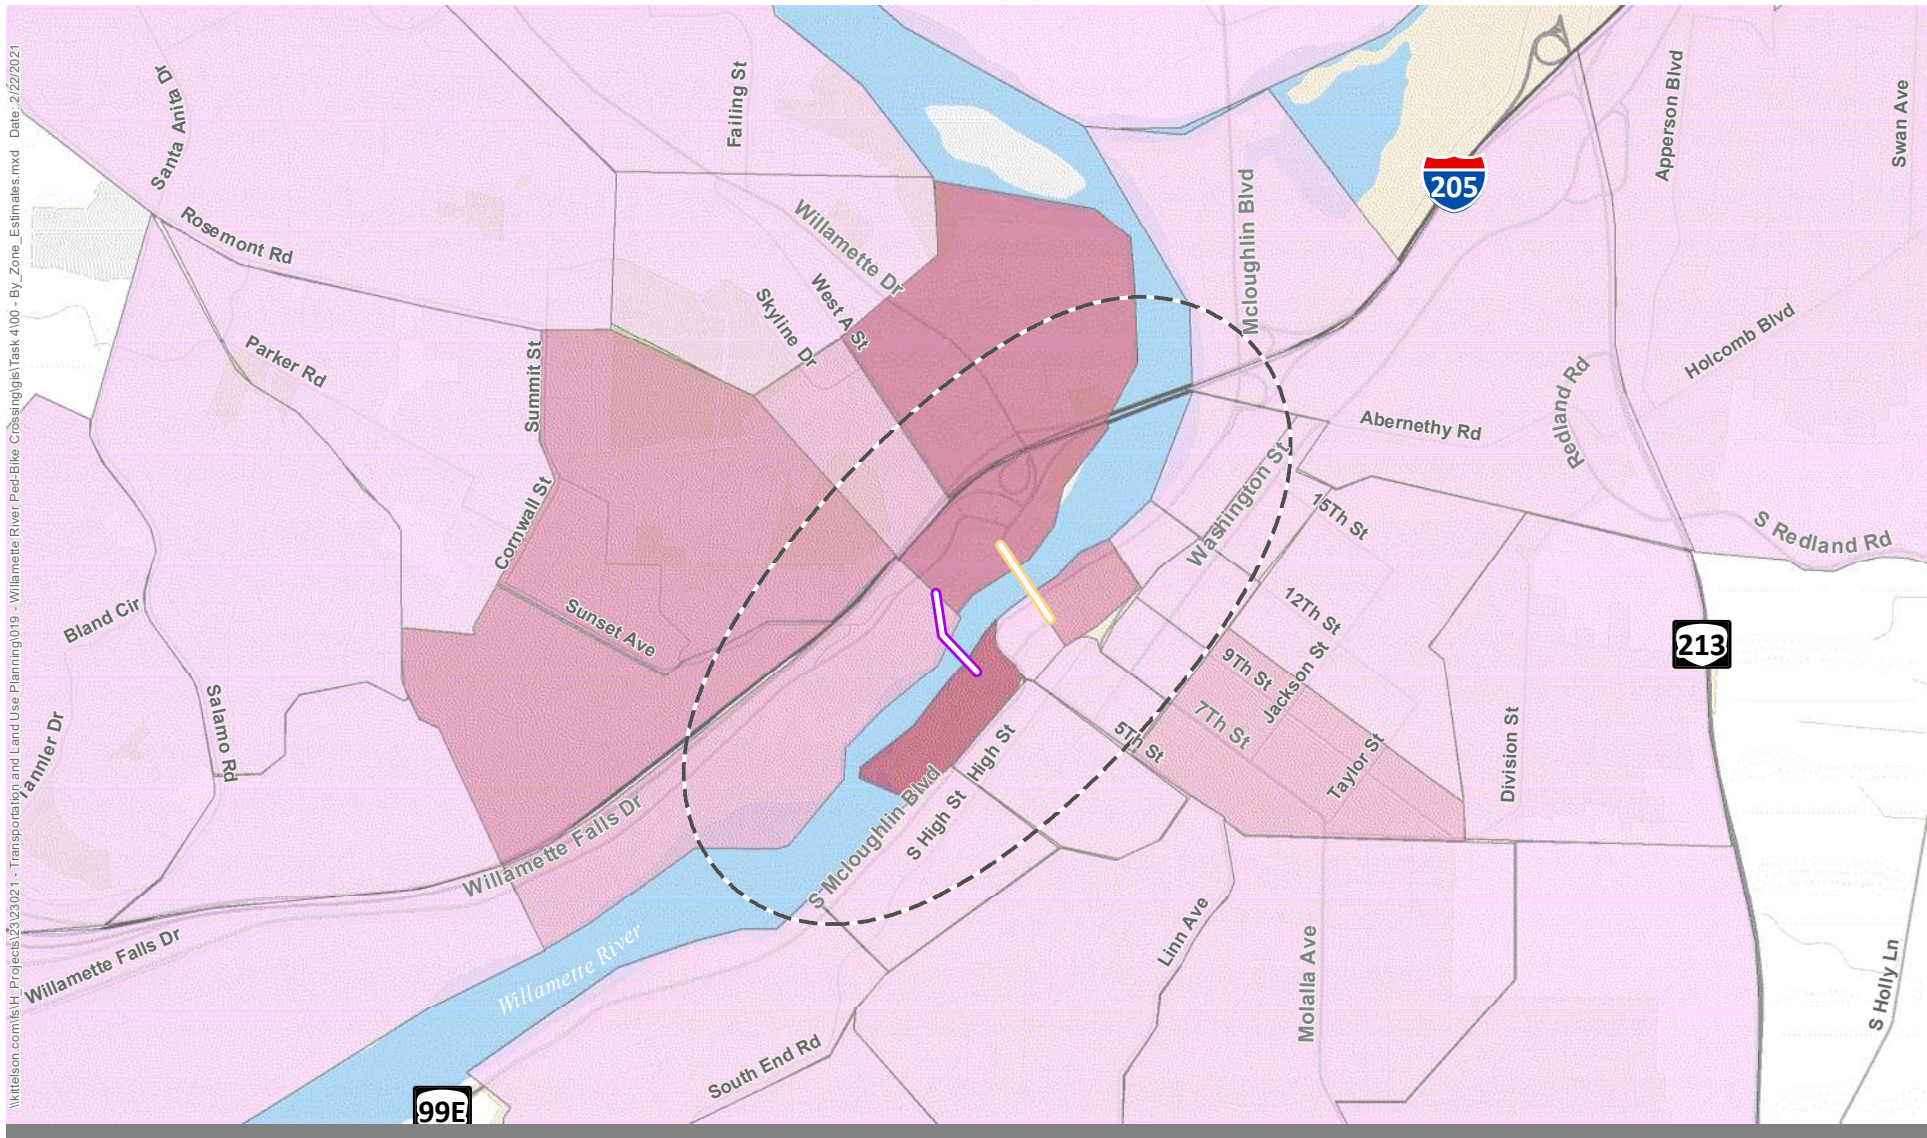 \\kittelson.com\fs\H_Projects\23\23021 - Transportation and Land Use Planning\019 - Willamette River Ped-Bike Crossing\gis\Task 4\00 - By_Zone_Estimates.mxd Date: 2/22/2021
Santa Anita Dr
Failing St
Apperson Blvd
Swan Ave
205
Rosemont Rd
Willamette Dr
Mcloughlin Blvd
West A St
Skyline Dr
Holcomb Blvd
Parker Rd
Summit St
Redland Rd
Abernethy Rd
Washington St
15Th St
Cornwall St
S Redland Rd
Bland Cir
Sunset Ave
12Th St
213
9Th St
Jackson St
Salamo Rd
7Th St
5Th St
annler Dr
High St
Taylor St
Division St
S High St
S Mcloughlin Blvd
Willamette Falls Dr
Willamette Falls Dr
Willamette River
Linn Ave
Molalla Ave
S Holly Ln
South End Rd
99E